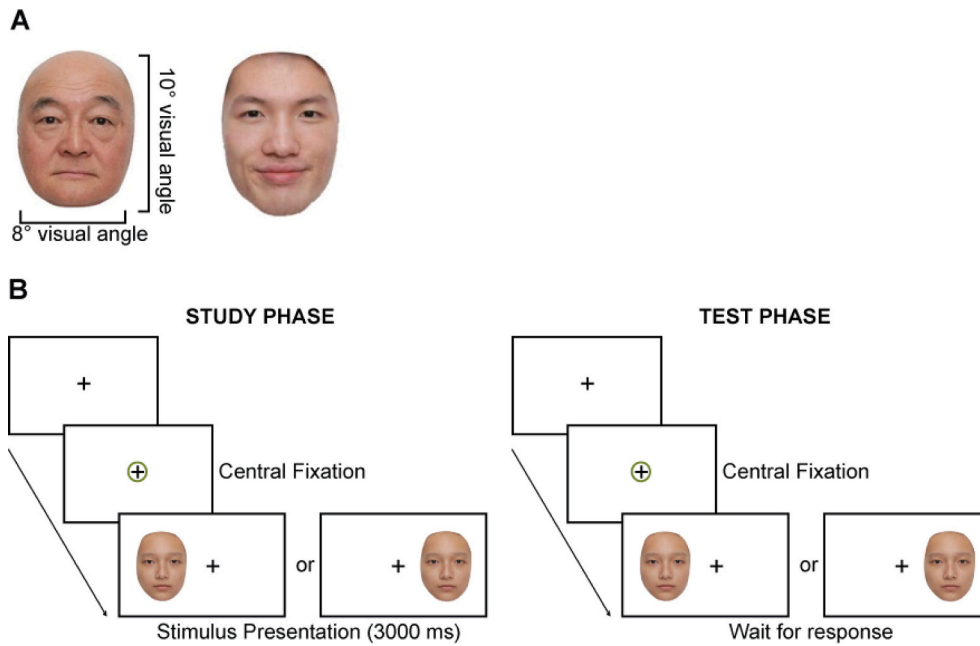 A
10° visual angle
8° visual angle
B
STUDY PHASE
TEST PHASE
Central Fixation
Central Fixation
or
or
Stimulus Presentation (3000 ms)
Wait for response